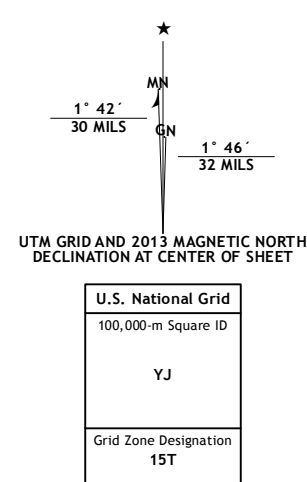 ★
MN
1° 42´
30 MILS
GN
1° 46´
32 MILS
UTM GRID AND 2013 MAGNETIC NORTH
DECLINATION AT CENTER OF SHEET
U.S. National Grid
100,000-m Square ID
YJ
Grid Zone Designation
15T